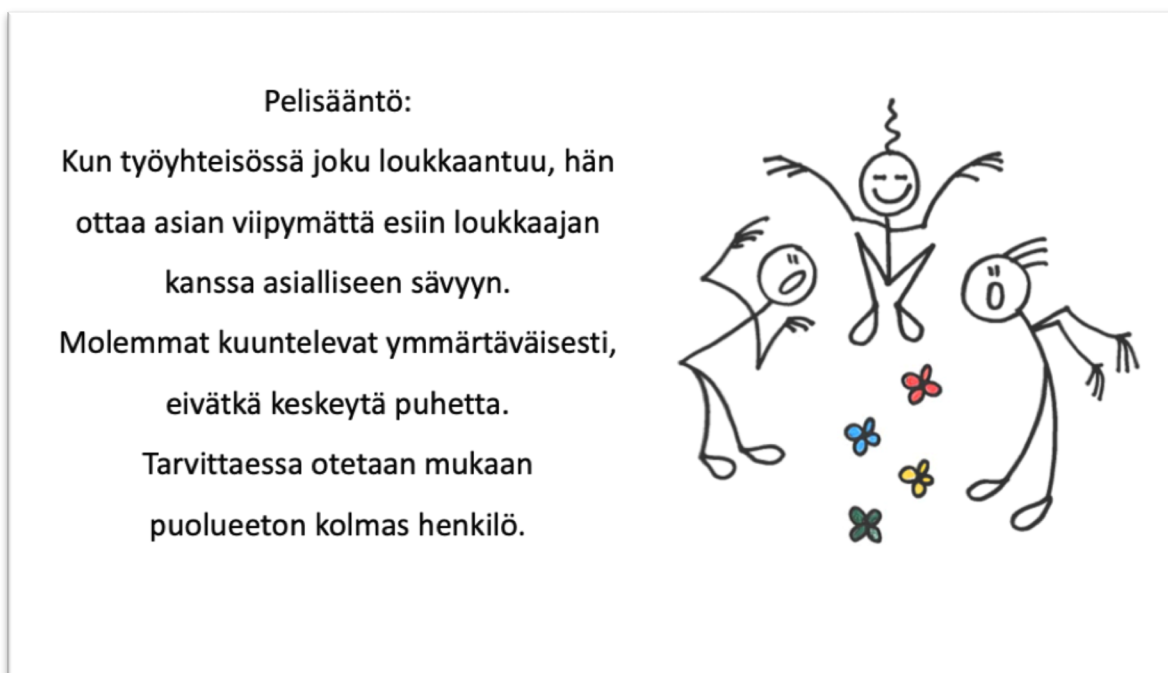 Pelisääntö:
Kun työyhteisössä joku loukkaantuu, hän
ottaa asian viipymättä esiin loukkaajan
kanssa asialliseen sävyyn.
Molemmat kuuntelevat ymmärtäväisesti,
eivätkä keskeytä puhetta.
Tarvittaessa otetaan mukaan
puolueeton kolmas henkilö.